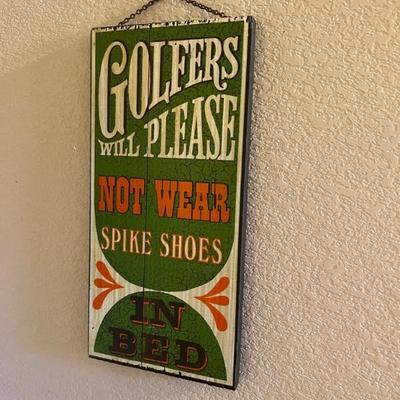 GOLFERS
WILL PLEASE
NOT WEAR
SPIKE SHOES
IN
BED